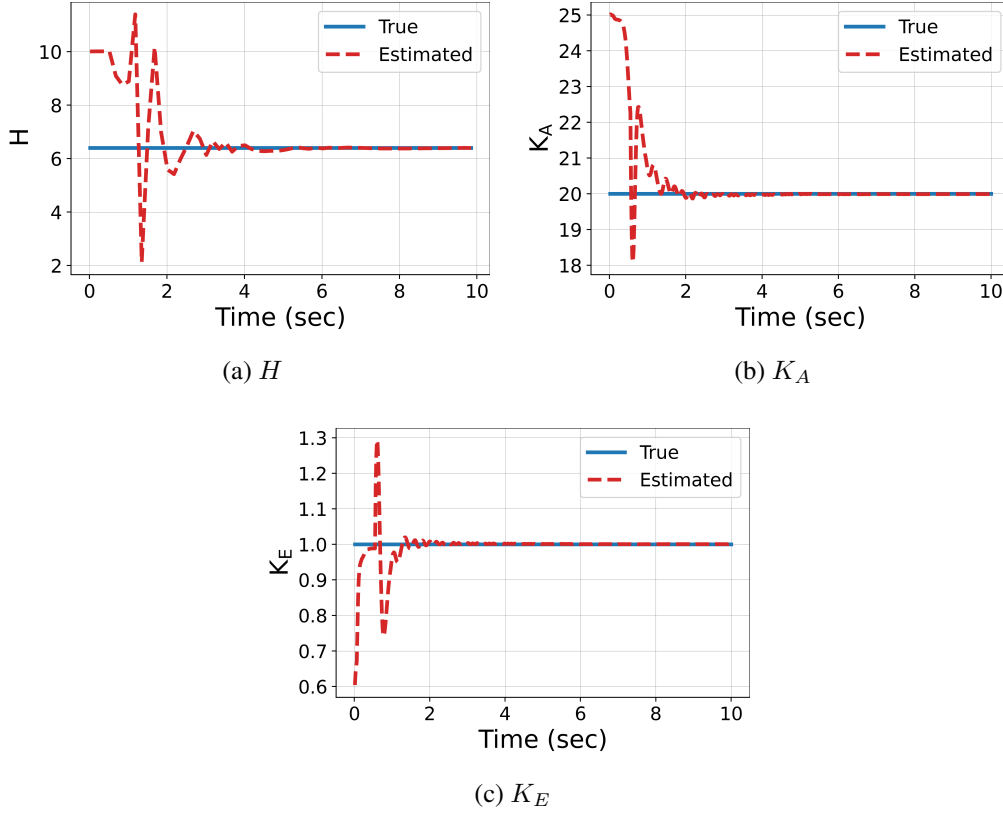 True
Estimated
H
10
8
6
4
2
0 2 4 6 8 10
Time (sec)
(a) H
True
Estimated
K_A
25
24
23
22
21
20
19
18
0 2 4 6 8 10
Time (sec)
(b) K_A
True
Estimated
K_E
1.3
1.2
1.1
1.0
0.9
0.8
0.7
0.6
0 2 4 6 8 10
Time (sec)
(c) K_E